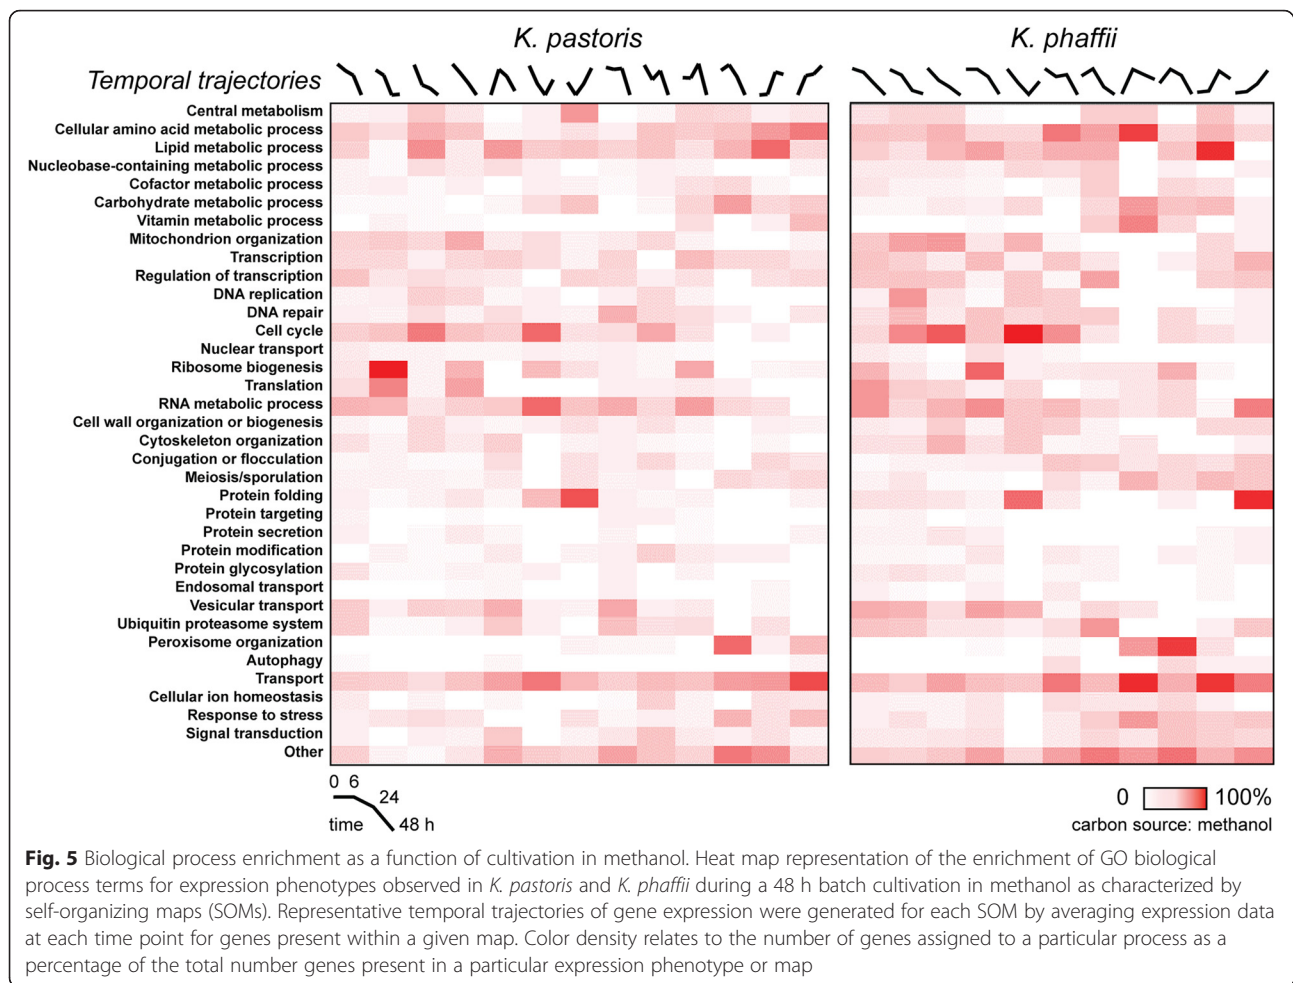 K. pastoris
K. phaffii
Temporal trajectories
Central metabolism
Cellular amino acid metabolic process
Lipid metabolic process
Nucleobase-containing metabolic process
Cofactor metabolic process
Carbohydrate metabolic process
Vitamin metabolic process
Mitochondrion organization
Transcription
Regulation of transcription
DNA replication
DNA repair
Cell cycle
Nuclear transport
Ribosome biogenesis
Translation
RNA metabolic process
Cell wall organization or biogenesis
Cytoskeleton organization
Conjugation or flocculation
Meiosis/sporulation
Protein folding
Protein targeting
Protein secretion
Protein modification
Protein glycosylation
Endosomal transport
Vesicular transport
Ubiquitin proteasome system
Peroxisome organization
Autophagy
Transport
Cellular ion homeostasis
Response to stress
Signal transduction
Other
0 6
24
time
48 h
0
100%
carbon source: methanol
Fig. 5 Biological process enrichment as a function of cultivation in methanol. Heat map representation of the enrichment of GO biological
process terms for expression phenotypes observed in K. pastoris and K. phaffii during a 48 h batch cultivation in methanol as characterized by
self-organizing maps (SOMs). Representative temporal trajectories of gene expression were generated for each SOM by averaging expression data
at each time point for genes present within a given map. Color density relates to the number of genes assigned to a particular process as a
percentage of the total number genes present in a particular expression phenotype or map